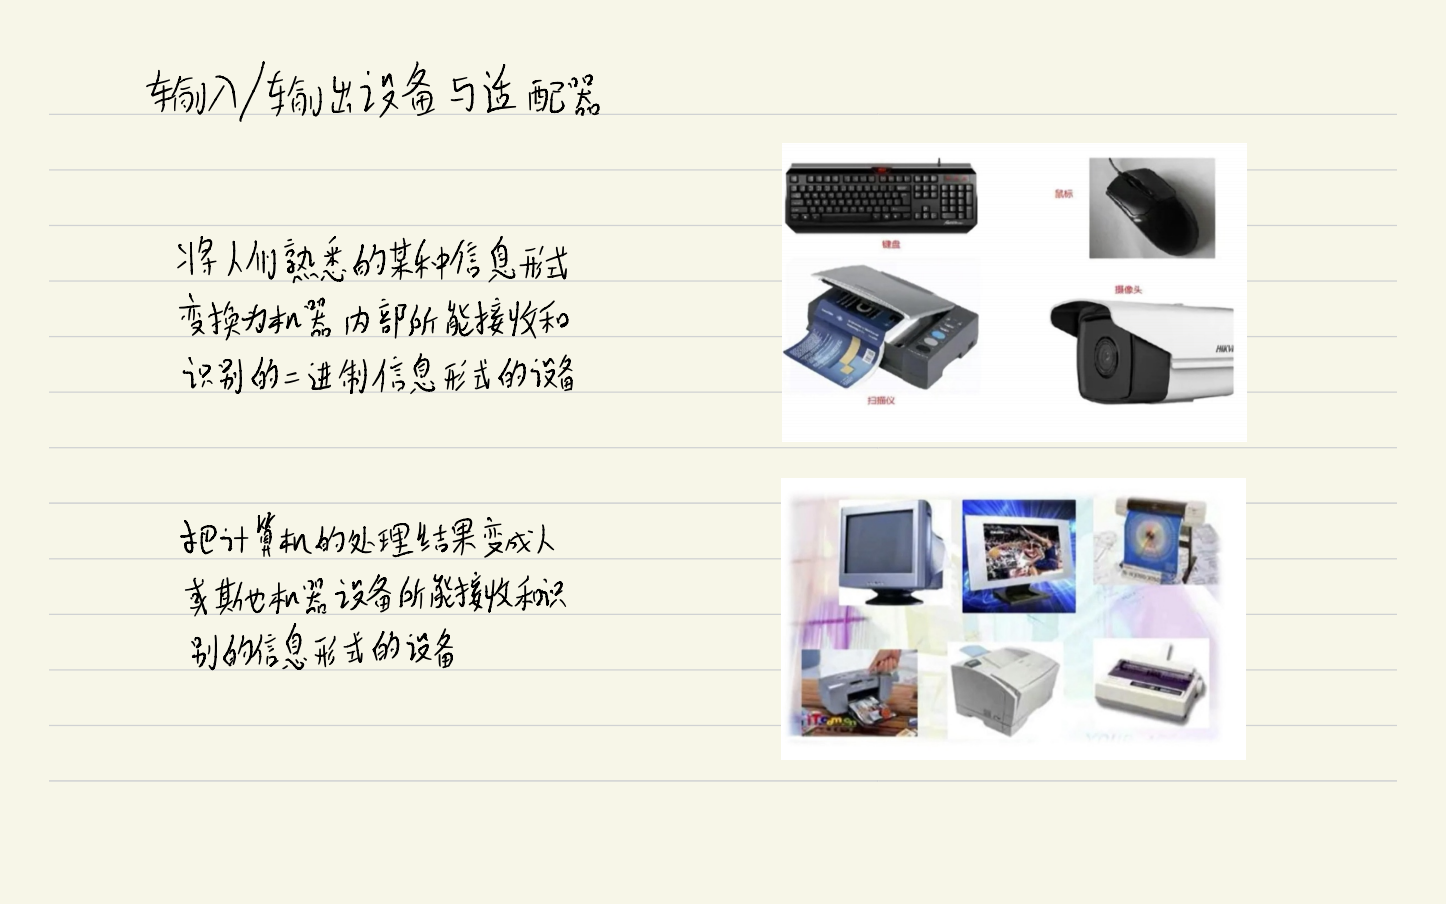 输入/输出设备与适配器
将人们熟悉的某种信息形式
变换为机器内部所能接收和
识别的二进制信息形式的设备
键盘
鼠标
扫描仪
摄像头
把计算机的处理结果变成人
或其他机器设备所能接收和识
别的信息形式的设备